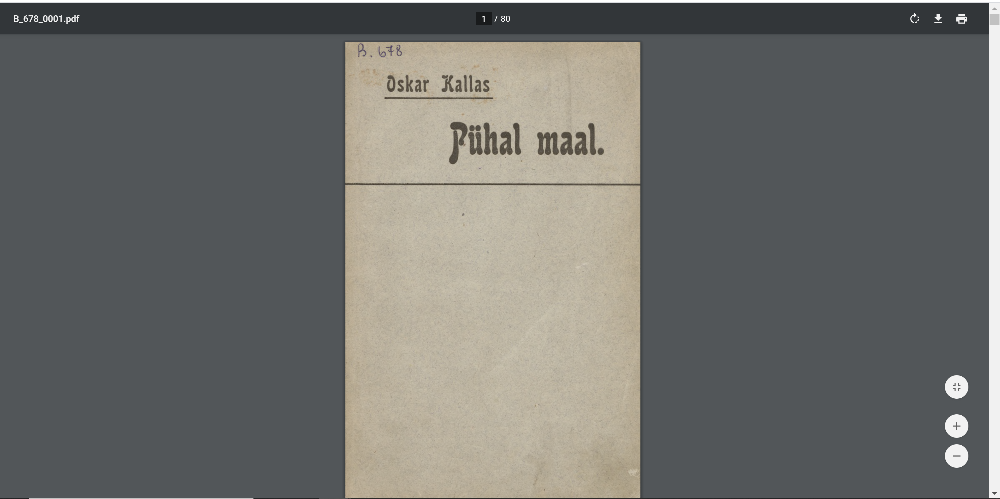 B_678_0001.pdf
1 / 80
B. 678
Oskar Kallas
Pühal maal.